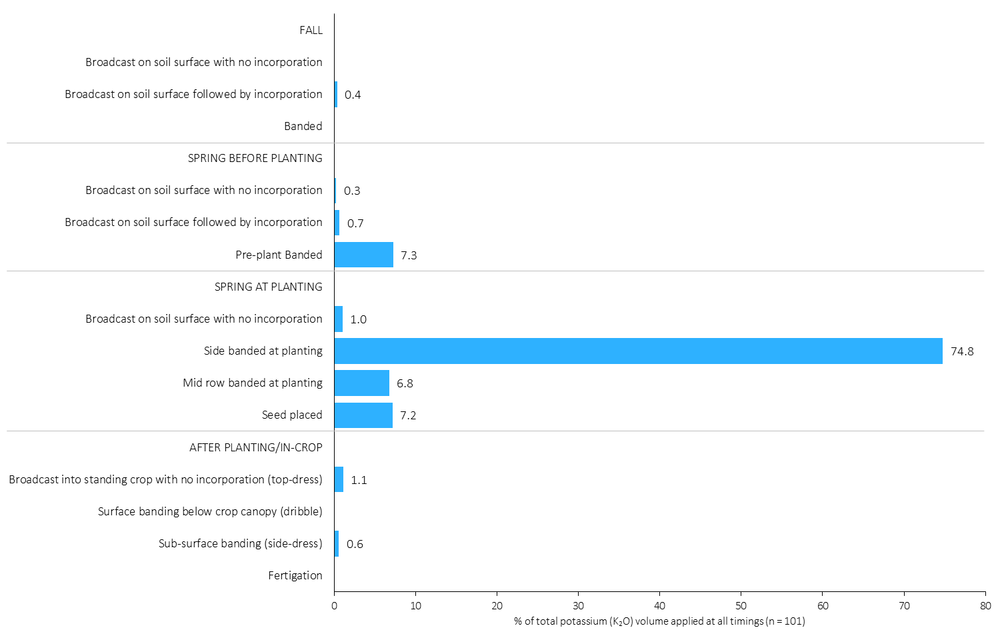 FALL
Broadcast on soil surface with no incorporation
Broadcast on soil surface followed by incorporation 0.4
Banded
SPRING BEFORE PLANTING
Broadcast on soil surface with no incorporation 0.3
Broadcast on soil surface followed by incorporation 0.7
Pre-plant Banded 7.3
SPRING AT PLANTING
Broadcast on soil surface with no incorporation 1.0
Side banded at planting 74.8
Mid row banded at planting 6.8
Seed placed 7.2
AFTER PLANTING/IN-CROP
Broadcast into standing crop with no incorporation (top-dress) 1.1
Surface banding below crop canopy (dribble)
Sub-surface banding (side-dress) 0.6
Fertigation
0 10 20 30 40 50 60 70 80
% of total potassium (K₂O) volume applied at all timings (n = 101)